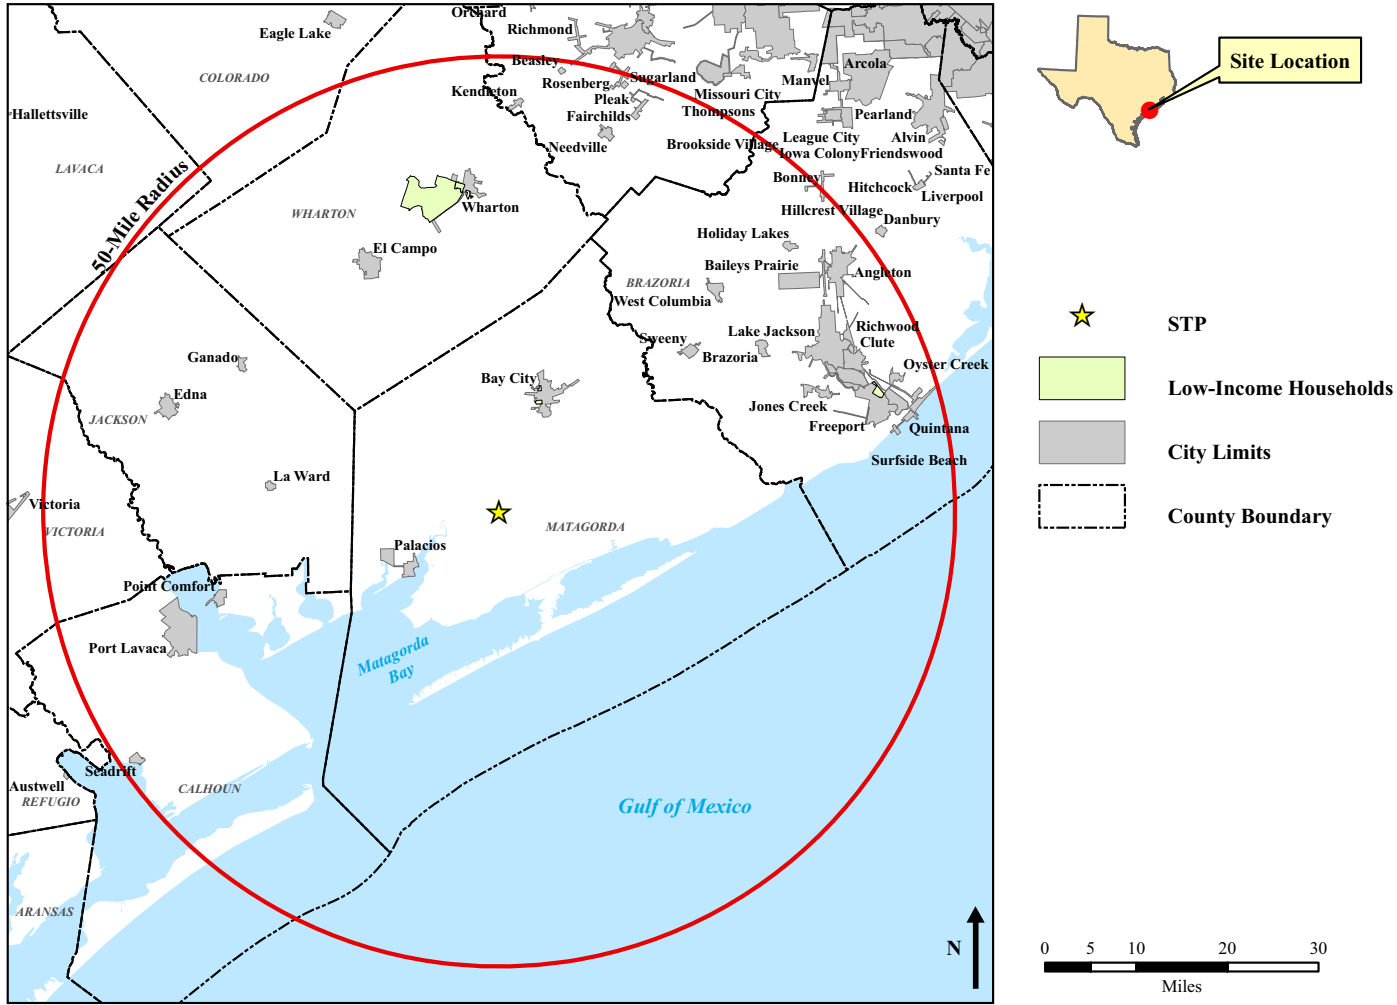 Orchard
Eagle Lake
Richmond
Beasley
COLORADO
Rosenberg
Sugarland
Arcola
Manvel
Kendleton
Missouri City
Pleak
Thompsons
Hallettsville
Fairchilds
Pearland
League City
Alvin
Needville
Brookside Village
Iowa Colony
Friendswood
LAVACA
Santa Fe
Bonney
Hitchcock
Liverpool
50-Mile Radius
WHARTON
Wharton
Hillcrest Village
Danbury
Holiday Lakes
El Campo
Baileys Prairie
Angleton
BRAZORIA
West Columbia
Sweeny
Lake Jackson
Richwood
Clute
Ganado
Brazoria
Oyster Creek
Bay City
Edna
Jones Creek
JACKSON
Freeport
Quintana
Surfside Beach
La Ward
Victoria
VICTORIA
MATAGORDA
Palacios
Point Comfort
Port Lavaca
Matagorda
Bay
Seadrift
Austwell
REFUGIO
CALHOUN
Gulf of Mexico
ARANSAS
N
Site Location
STP
Low-Income Households
City Limits
County Boundary
0 5 10 20 30
Miles